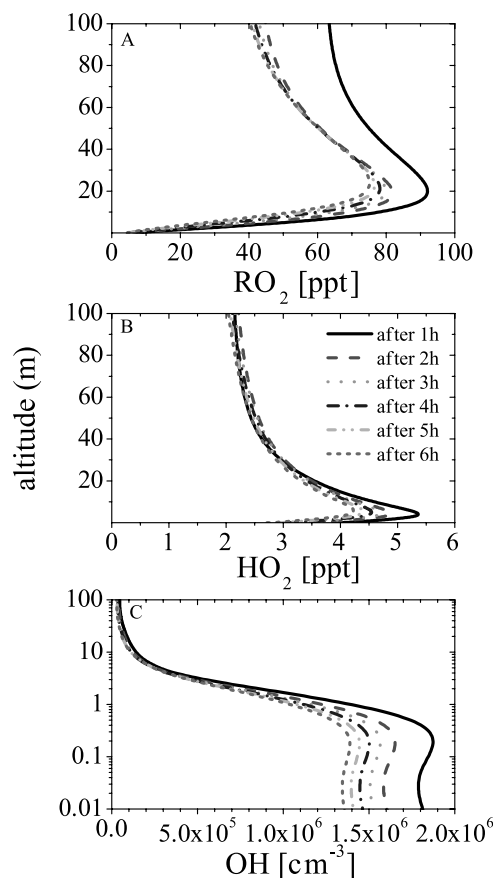 100
80
60
40
20
A
0 20 40 60 80 100
RO2 [ppt]
altitude (m)
100
80
60
40
20
B
after 1h
after 2h
after 3h
after 4h
after 5h
after 6h
0 1 2 3 4 5 6
HO2 [ppt]
100
10
1
0.1
0.01
C
0.0 5.0x10^5 1.0x10^6 1.5x10^6 2.0x10^6
OH [cm^-3]